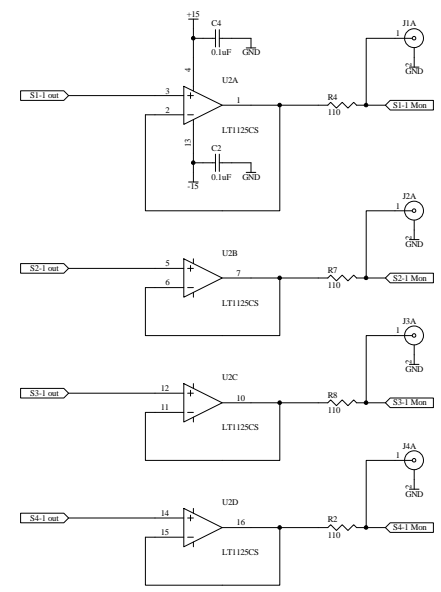 +15
C4
0.1uF
GND
J1A
1
2
GND
4
U2A
S1-1 out
3
+
2
−
1
R4
110
S1-1 Mon
LT1125CS
13
C2
0.1uF
GND
-15
J2A
1
2
GND
U2B
S2-1 out
5
+
6
−
7
R7
110
S2-1 Mon
LT1125CS
J3A
1
2
GND
U2C
S3-1 out
12
+
11
−
10
R8
110
S3-1 Mon
LT1125CS
J4A
1
2
GND
U2D
S4-1 out
14
+
15
−
16
R2
110
S4-1 Mon
LT1125CS